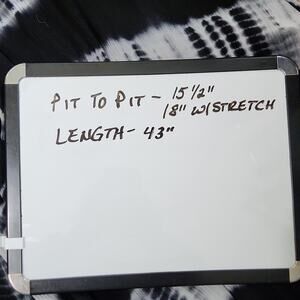 PIT TO PIT - 15 1/2"
18" W/STRETCH
LENGTH - 43"